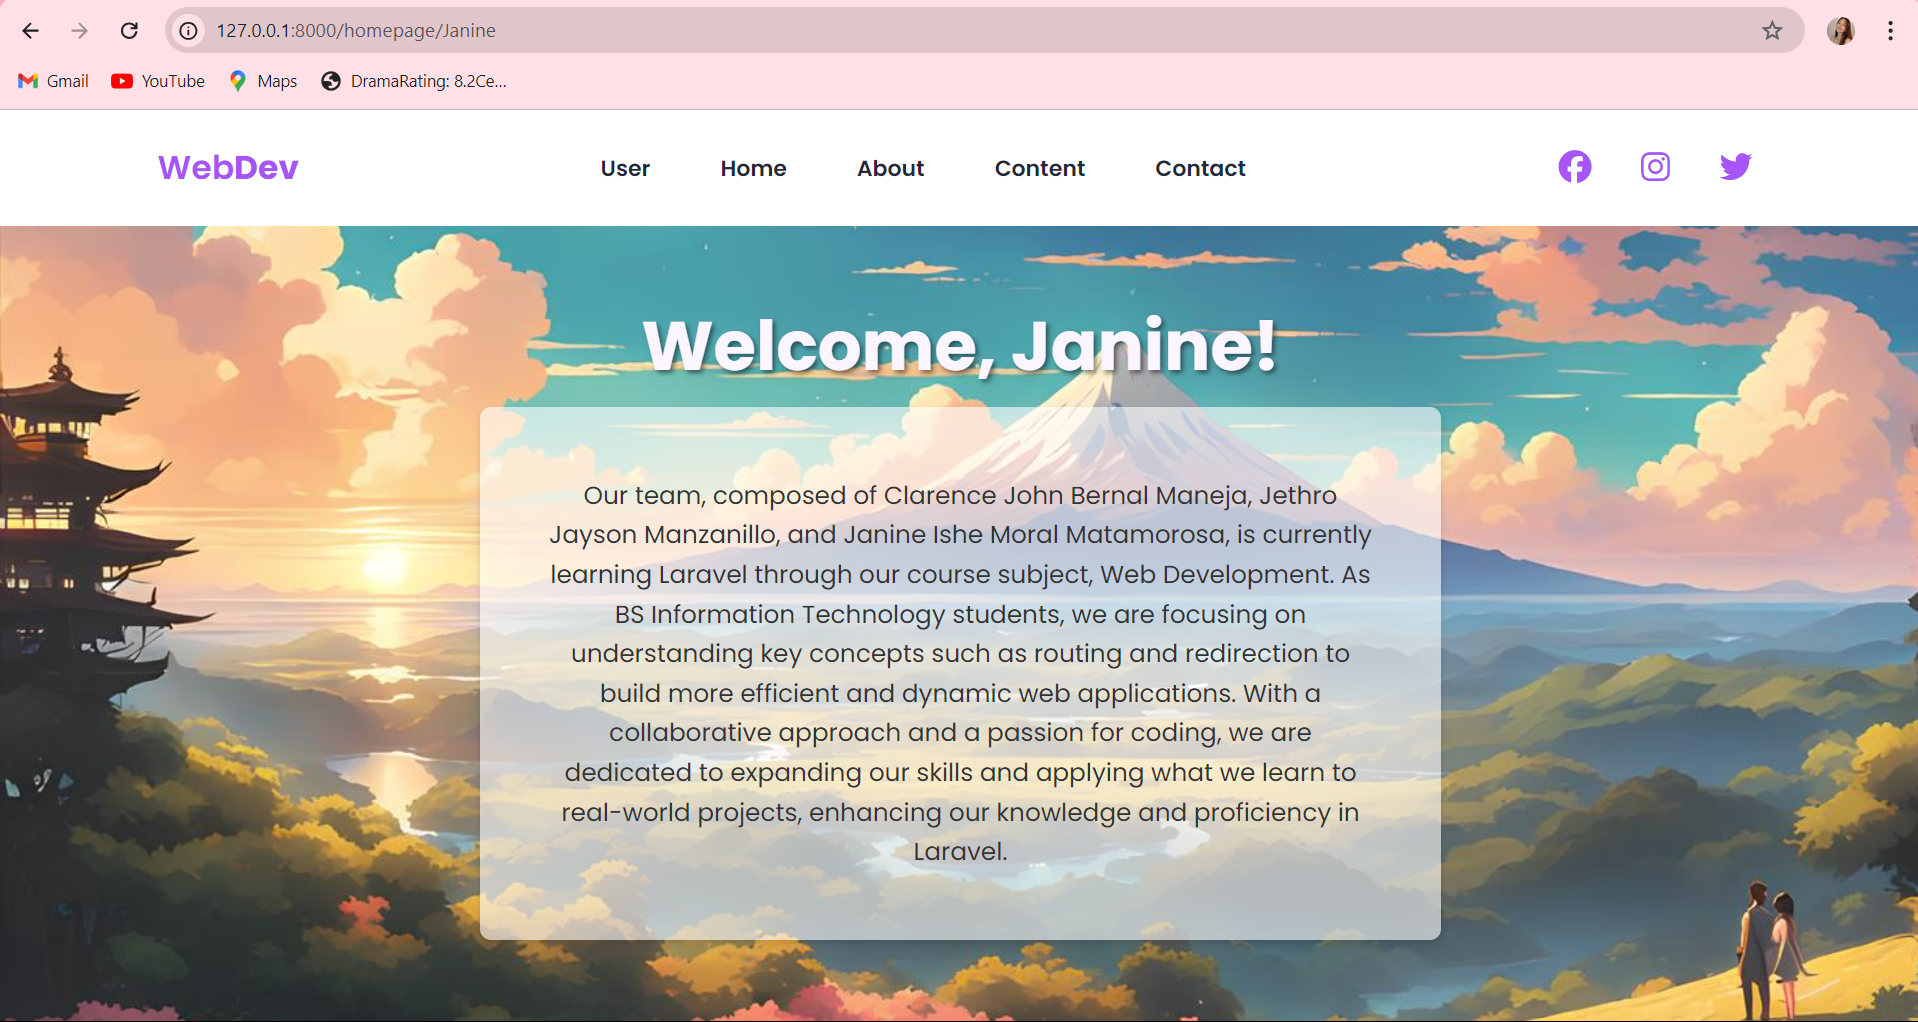 127.0.0.1:8000/homepage/Janine
Gmail YouTube Maps DramaRating: 8.2Ce...
WebDev User Home About Content Contact
Welcome, Janine!
Our team, composed of Clarence John Bernal Maneja, Jethro
Jayson Manzanillo, and Janine Ishe Moral Matamorosa, is currently
learning Laravel through our course subject, Web Development. As
BS Information Technology students, we are focusing on
understanding key concepts such as routing and redirection to
build more efficient and dynamic web applications. With a
collaborative approach and a passion for coding, we are
dedicated to expanding our skills and applying what we learn to
real-world projects, enhancing our knowledge and proficiency in
Laravel.